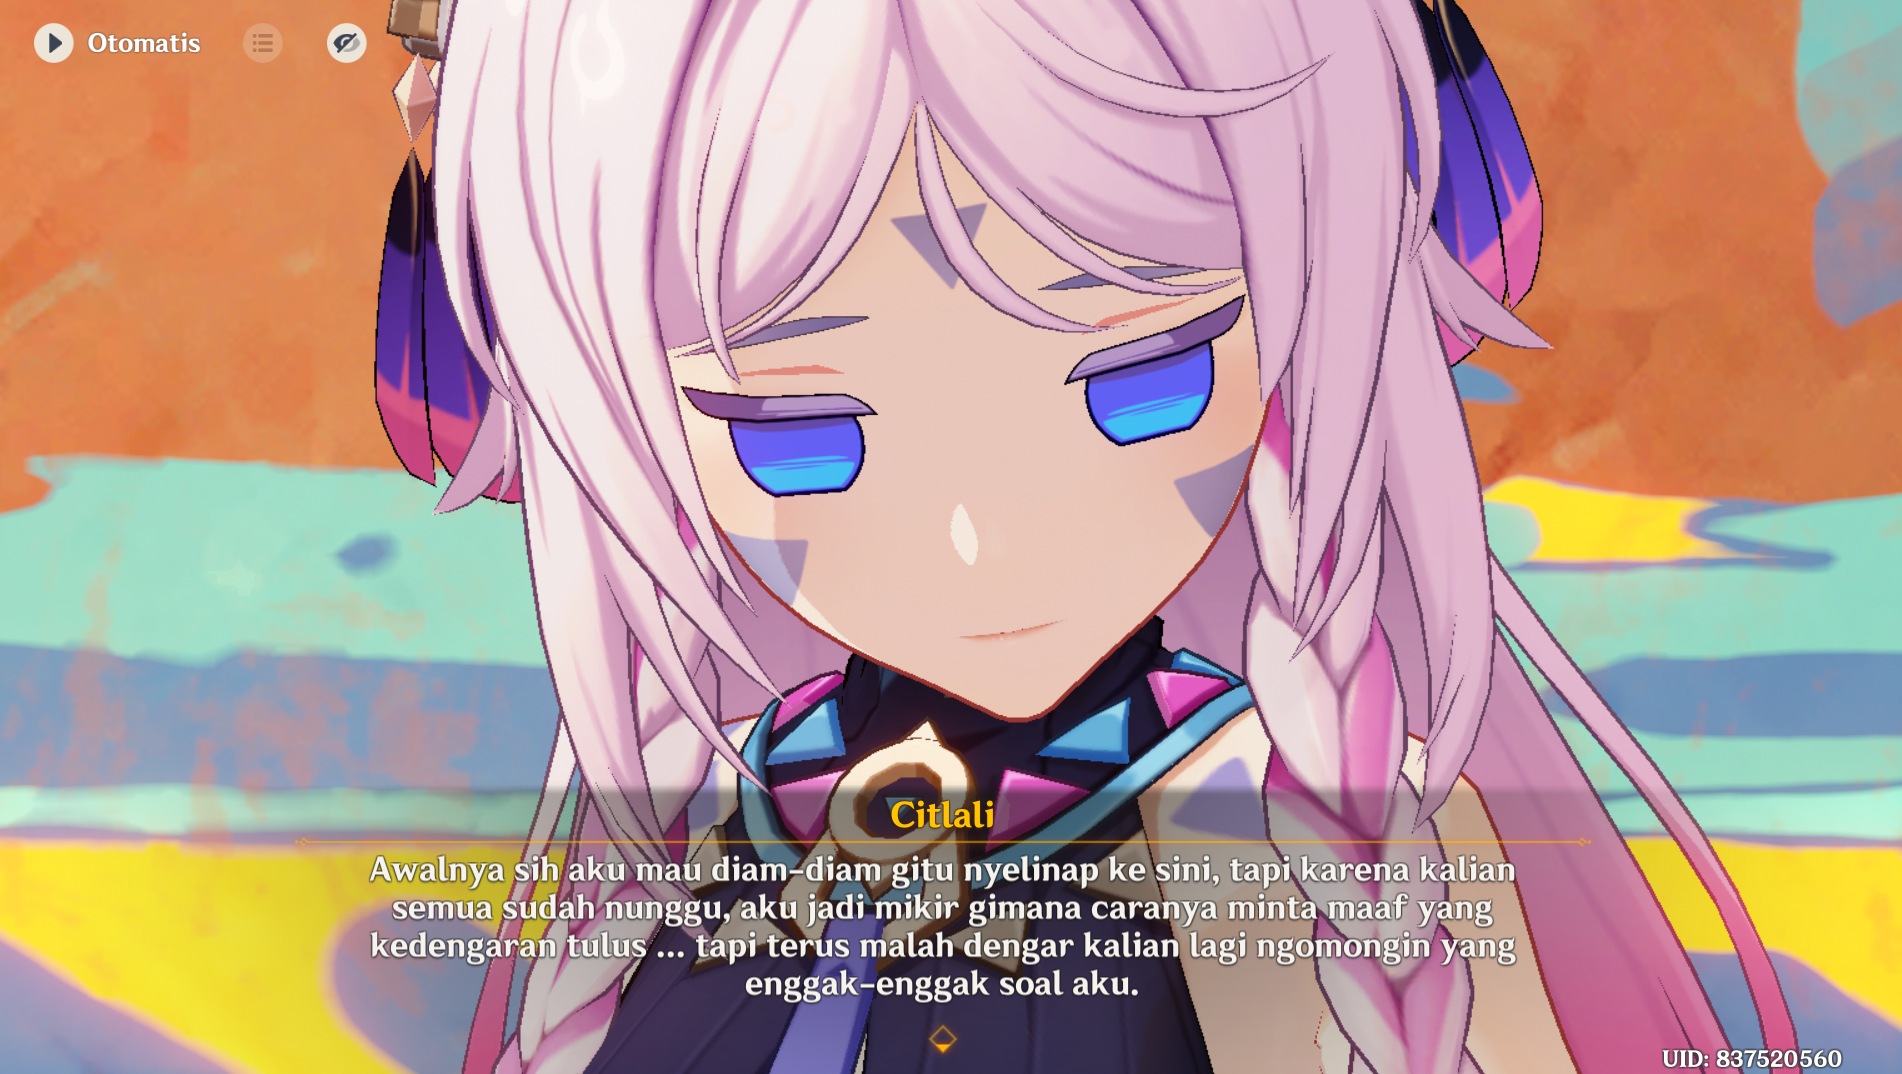 Otomatis
Citlali
Awalnya sih aku mau diam-diam gitu nyelinap ke sini, tapi karena kalian
semua sudah nunggu, aku jadi mikir gimana caranya minta maaf yang
kedengaran tulus ... tapi terus malah dengar kalian lagi ngomongin yang
enggak-enggak soal aku.
UID: 837520560